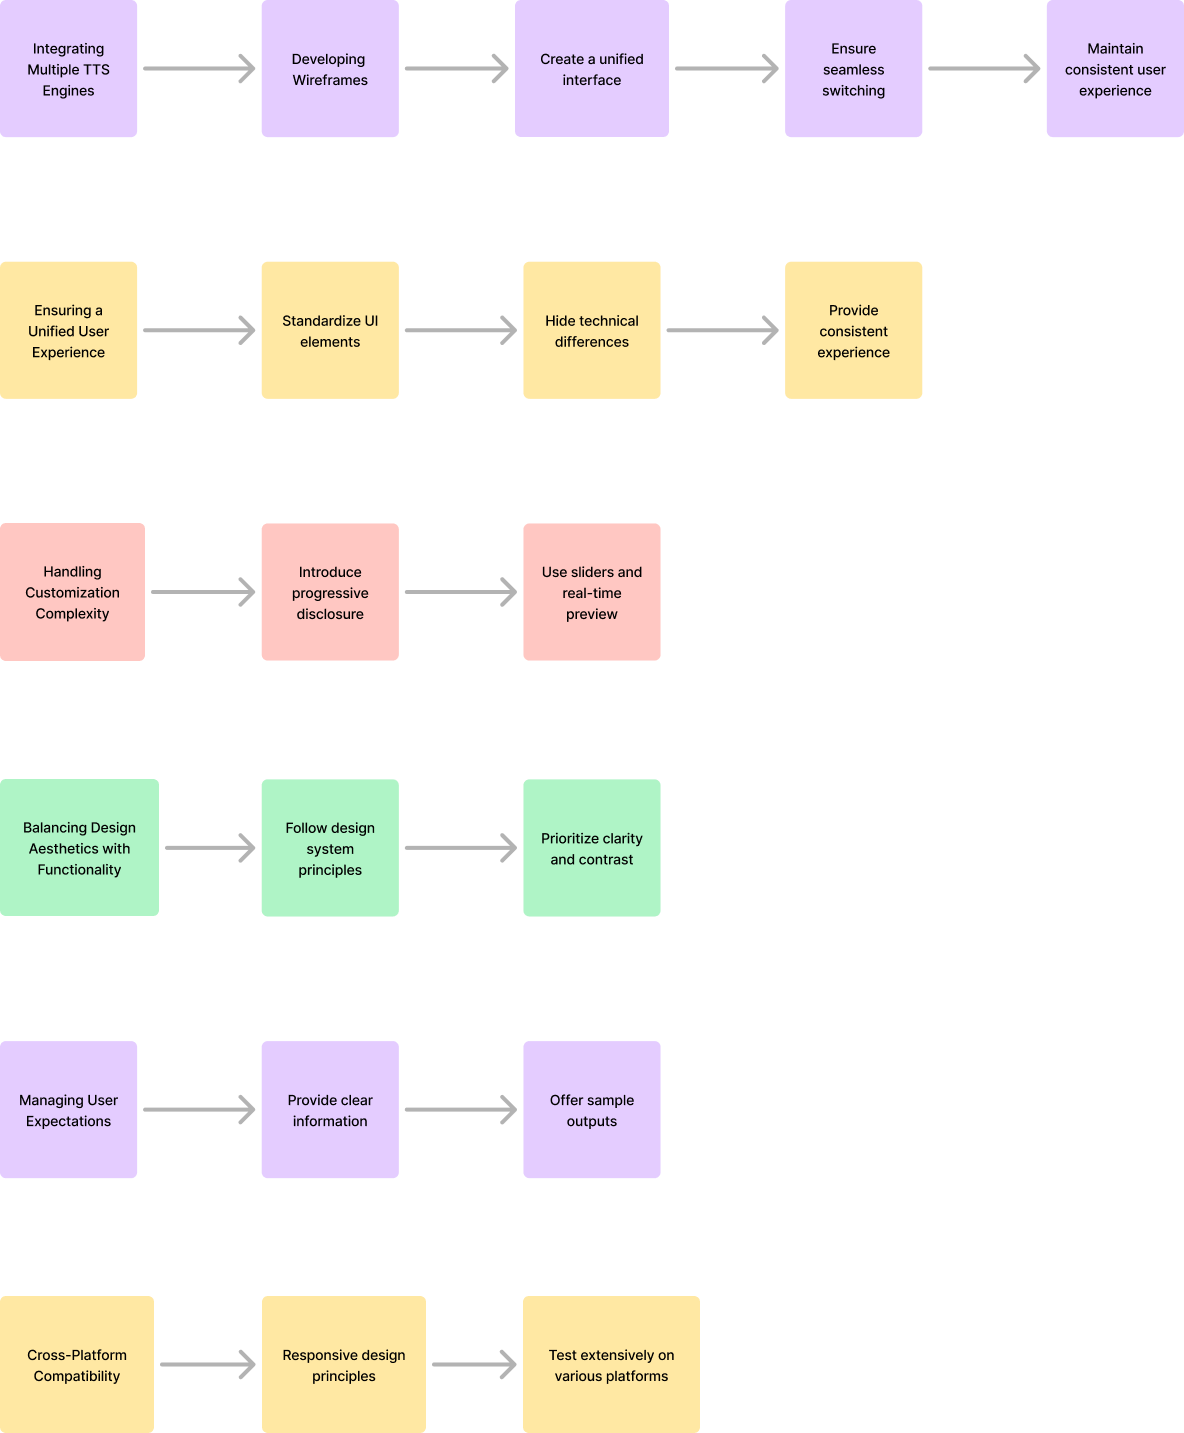 Integrating
Multiple TTS
Engines
Developing
Wireframes
Create a unified
interface
Ensure
seamless
switching
Maintain
consistent user
experience
Ensuring a
Unified User
Experience
Standardize UI
elements
Hide technical
differences
Provide
consistent
experience
Handling
Customization
Complexity
Introduce
progressive
disclosure
Use sliders and
real-time
preview
Balancing Design
Aesthetics with
Functionality
Follow design
system
principles
Prioritize clarity
and contrast
Managing User
Expectations
Provide clear
information
Offer sample
outputs
Cross-Platform
Compatibility
Responsive design
principles
Test extensively on
various platforms